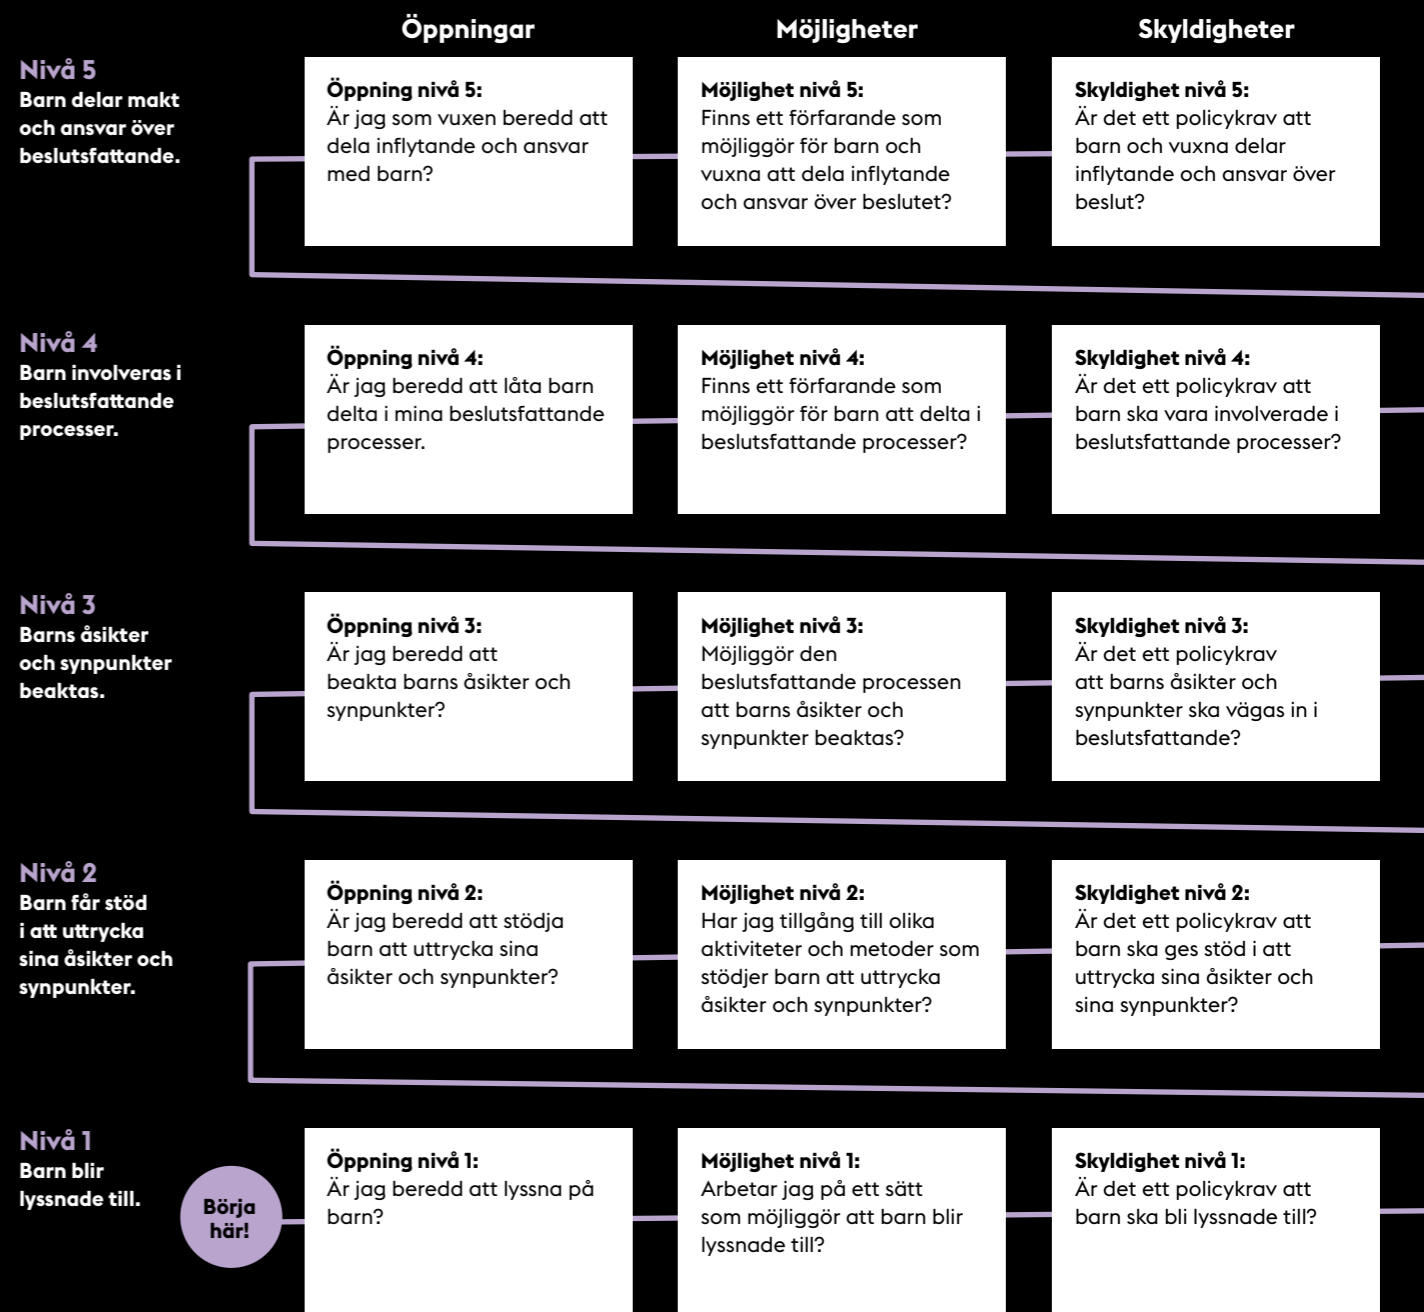 Öppningar
Möjligheter
Skyldigheter
Nivå 5
Barn delar makt
och ansvar över
beslutsfattande.
Öppning nivå 5:
Är jag som vuxen beredd att
dela inflytande och ansvar
med barn?
Möjlighet nivå 5:
Finns ett förfarande som
möjliggör för barn och
vuxna att dela inflytande
och ansvar över beslutet?
Skyldighet nivå 5:
Är det ett policykrav att
barn och vuxna delar
inflytande och ansvar över
beslut?
Nivå 4
Barn involveras i
beslutsfattande
processer.
Öppning nivå 4:
Är jag beredd att låta barn
delta i mina beslutsfattande
processer.
Möjlighet nivå 4:
Finns ett förfarande som
möjliggör för barn att delta i
beslutsfattande processer?
Skyldighet nivå 4:
Är det ett policykrav att
barn ska vara involverade i
beslutsfattande processer?
Nivå 3
Barns åsikter
och synpunkter
beaktas.
Öppning nivå 3:
Är jag beredd att
beakta barns åsikter och
synpunkter?
Möjlighet nivå 3:
Möjliggör den
beslutsfattande processen
att barns åsikter och
synpunkter beaktas?
Skyldighet nivå 3:
Är det ett policykrav
att barns åsikter och
synpunkter ska vägas in i
beslutsfattande?
Nivå 2
Barn får stöd
i att uttrycka
sina åsikter och
synpunkter.
Öppning nivå 2:
Är jag beredd att stödja
barn att uttrycka sina
åsikter och synpunkter?
Möjlighet nivå 2:
Har jag tillgång till olika
aktiviteter och metoder som
stödjer barn att uttrycka
åsikter och synpunkter?
Skyldighet nivå 2:
Är det ett policykrav att
barn ska ges stöd i att
uttrycka sina åsikter och
sina synpunkter?
Nivå 1
Barn blir
lyssnade till.
Börja
här!
Öppning nivå 1:
Är jag beredd att lyssna på
barn?
Möjlighet nivå 1:
Arbetar jag på ett sätt
som möjliggör att barn blir
lyssnade till?
Skyldighet nivå 1:
Är det ett policykrav att
barn ska bli lyssnade till?